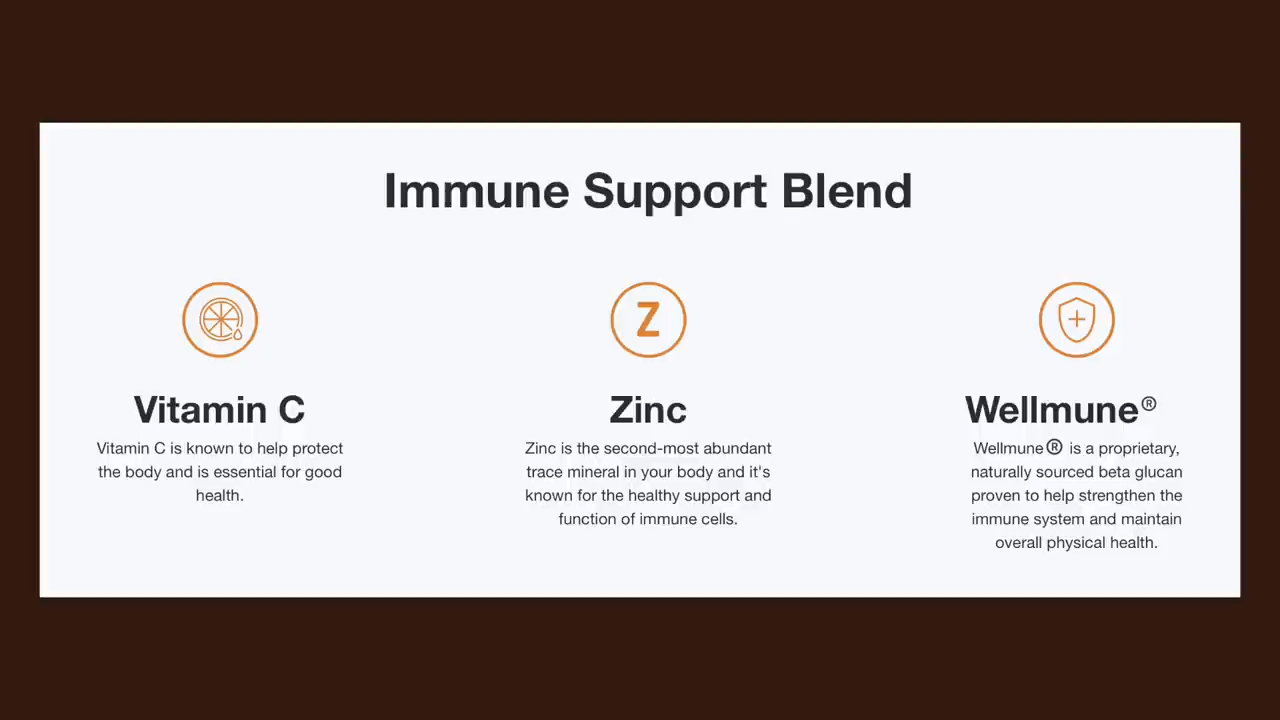 Immune Support Blend
Z
Vitamin C
Vitamin C is known to help protect
the body and is essential for good
health.
Zinc
Zinc is the second-most abundant
trace mineral in your body and it's
known for the healthy support and
function of immune cells.
Wellmune®
Wellmune® is a proprietary,
naturally sourced beta glucan
proven to help strengthen the
immune system and maintain
overall physical health.